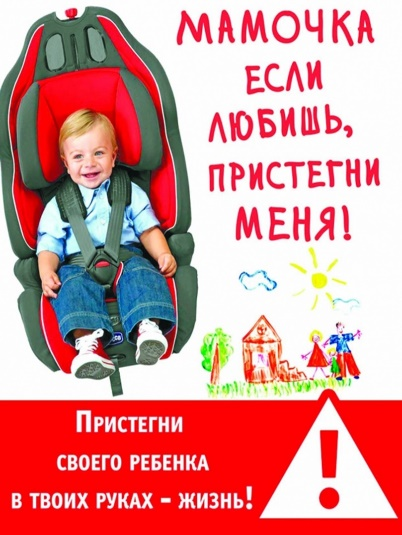 МАМОЧКА
ЕСЛИ
ЛЮБИШЬ,
ПРИСТЕГНИ
МЕНЯ!
ПРИСТЕГНИ
СВОЕГО РЕБЕНКА
В ТВОИХ РУКАХ – ЖИЗНЬ!
!